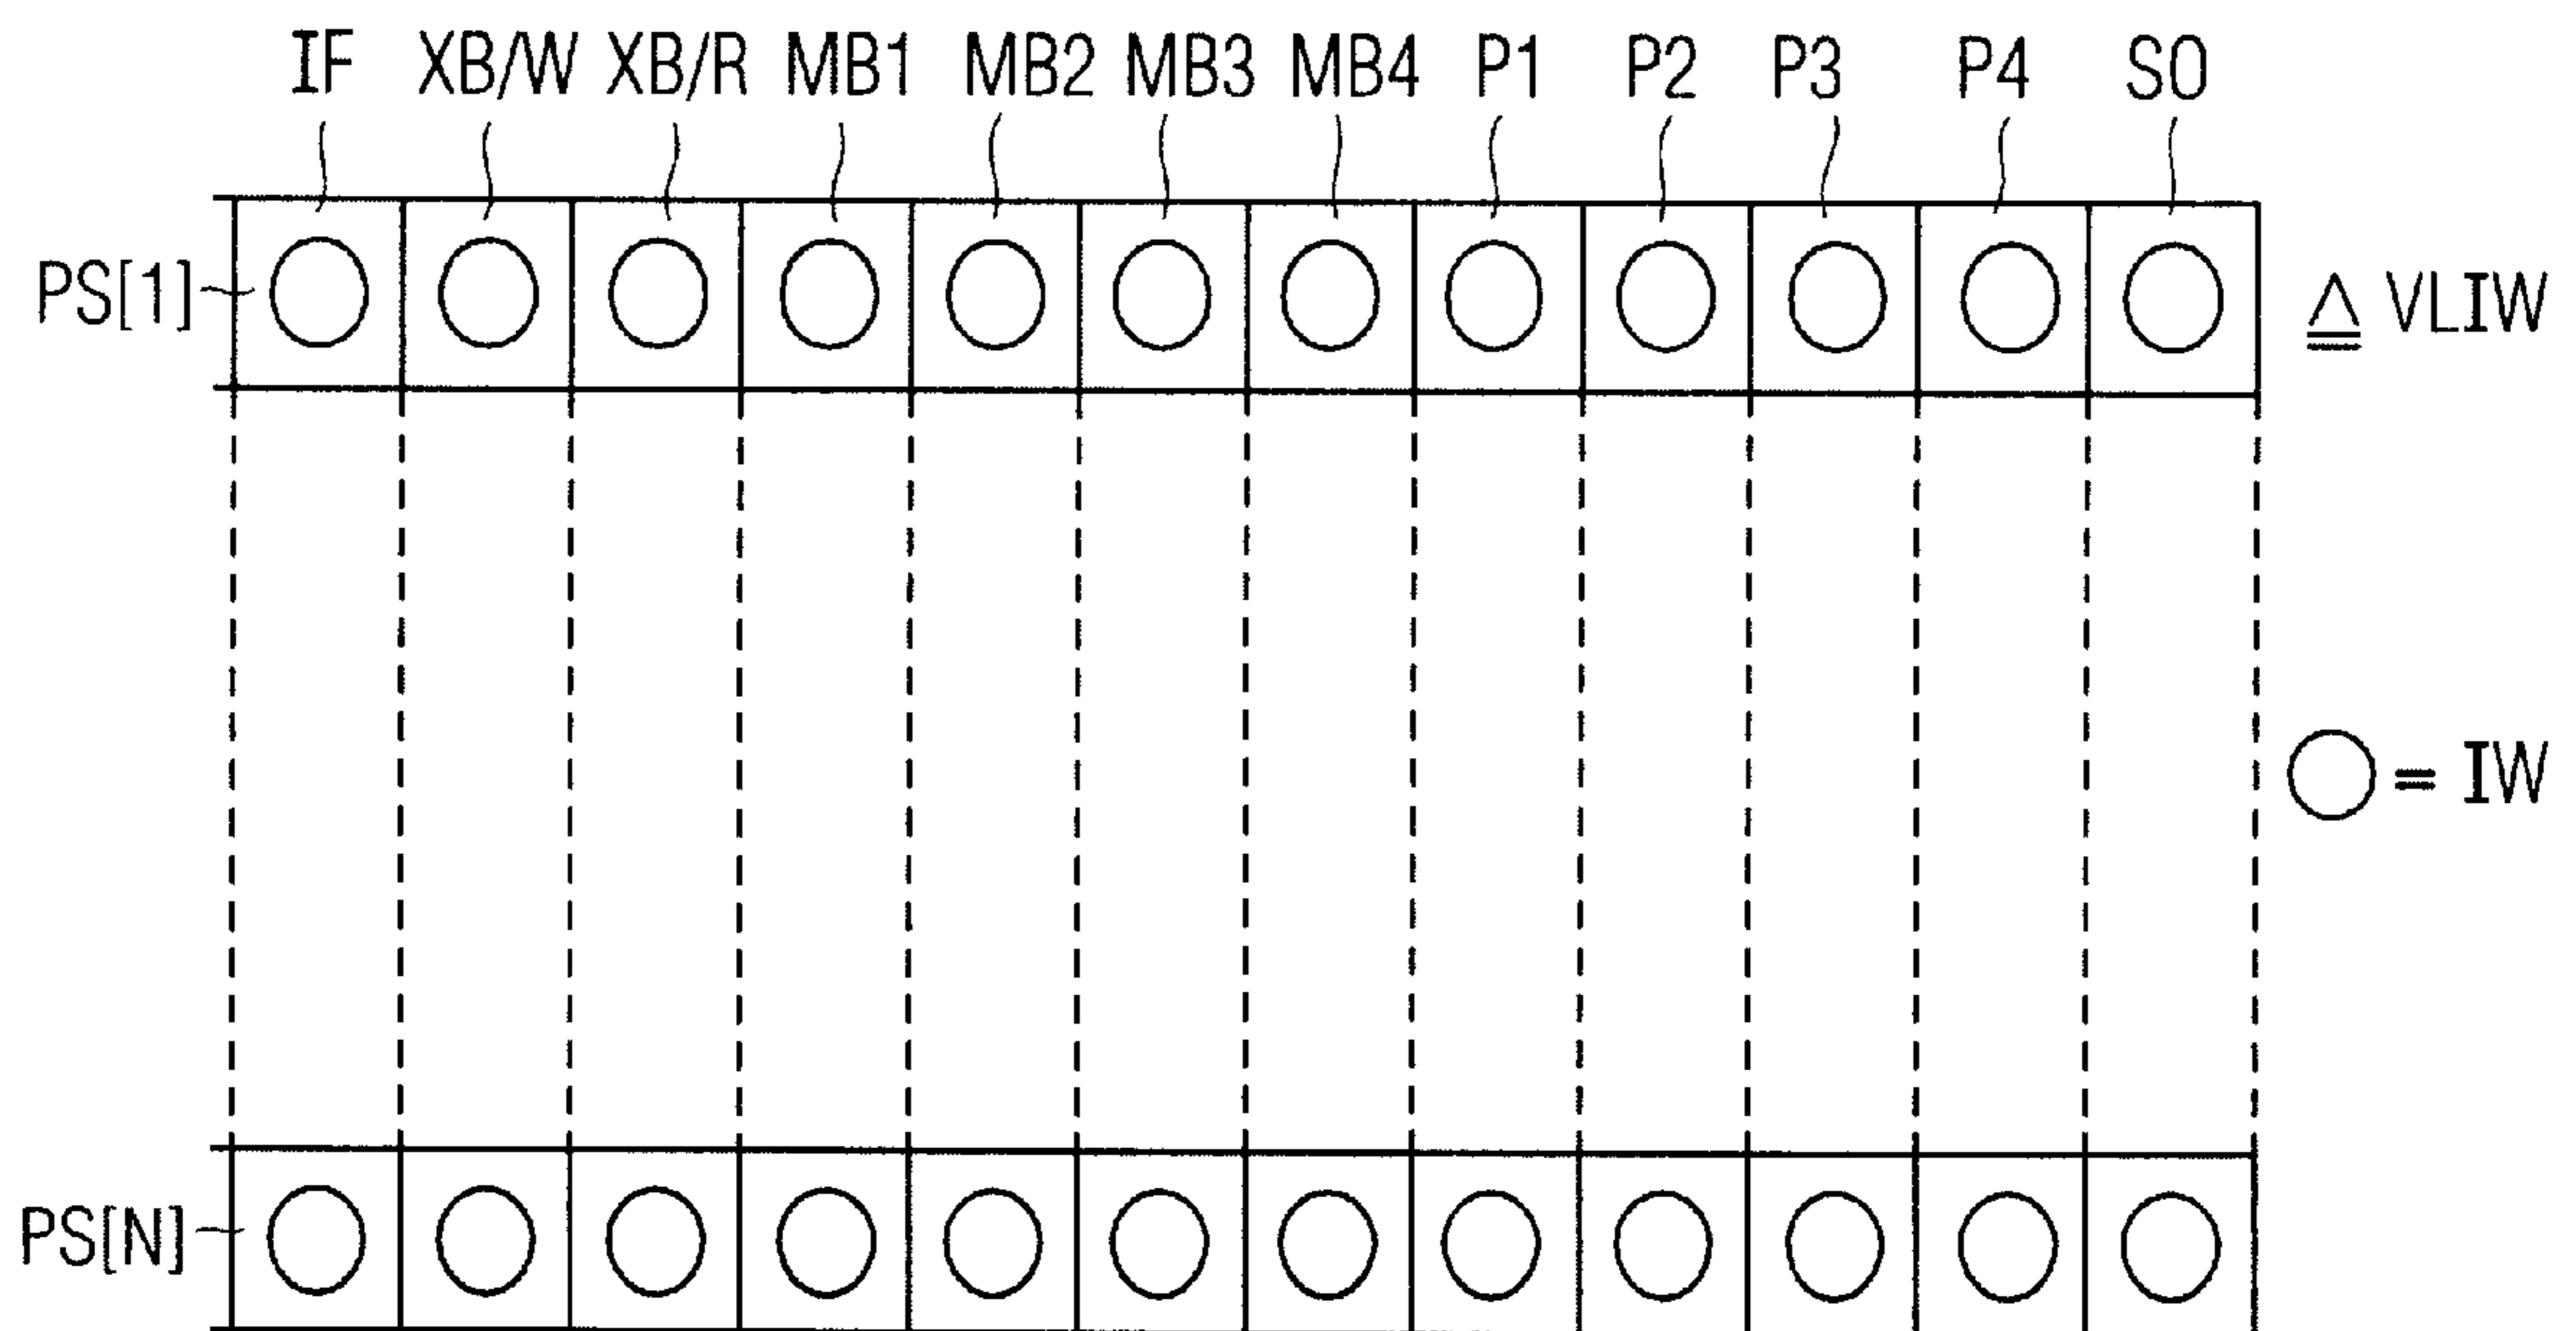 IF XB/W XB/R MB1 MB2 MB3 MB4 P1 P2 P3 P4 SO
PS[1] ≙ VLIW
= IW
PS[N]